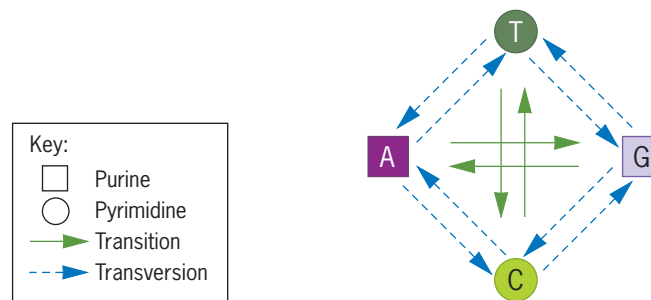 T
A
G
C
Key:
Purine
Pyrimidine
Transition
Transversion